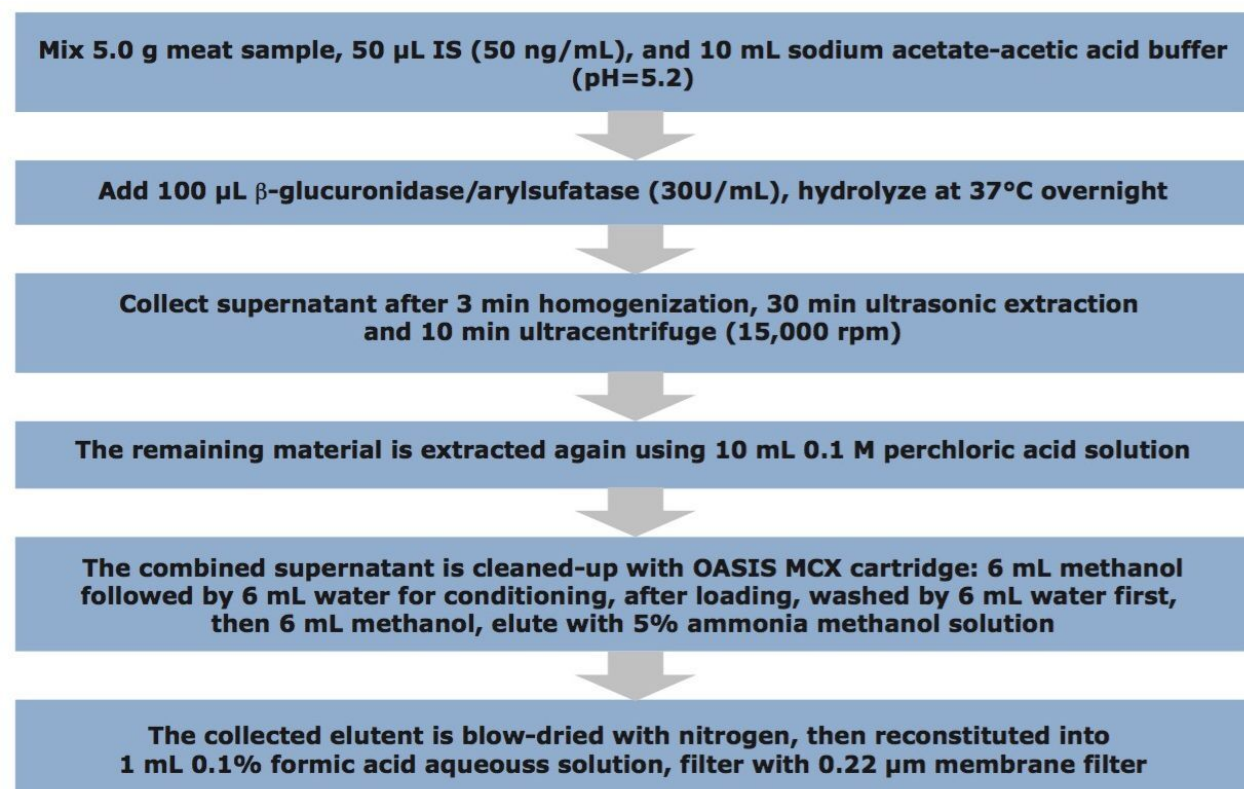 Mix 5.0 g meat sample, 50 µL IS (50 ng/mL), and 10 mL sodium acetate-acetic acid buffer
(pH=5.2)
Add 100 µL β-glucuronidase/arylsufatase (30U/mL), hydrolyze at 37°C overnight
Collect supernatant after 3 min homogenization, 30 min ultrasonic extraction
and 10 min ultracentrifuge (15,000 rpm)
The remaining material is extracted again using 10 mL 0.1 M perchloric acid solution
The combined supernatant is cleaned-up with OASIS MCX cartridge: 6 mL methanol
followed by 6 mL water for conditioning, after loading, washed by 6 mL water first,
then 6 mL methanol, elute with 5% ammonia methanol solution
The collected elutent is blow-dried with nitrogen, then reconstituted into
1 mL 0.1% formic acid aqueouss solution, filter with 0.22 µm membrane filter